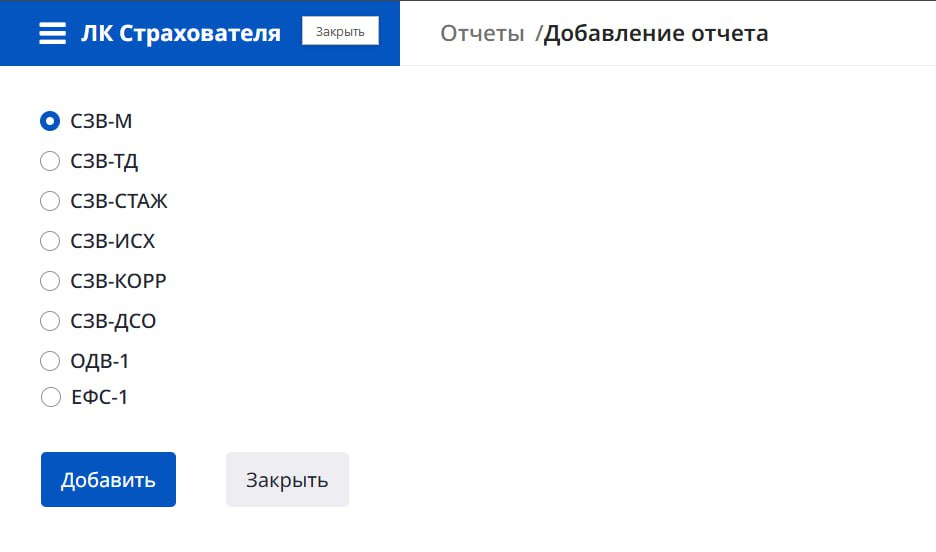 ЛК Страхователя Закрыть Отчеты /Добавление отчета
СЗВ-М
СЗВ-ТД
СЗВ-СТАЖ
СЗВ-ИСХ
СЗВ-КОРР
СЗВ-ДСО
ОДВ-1
ЕФС-1
Добавить Закрыть